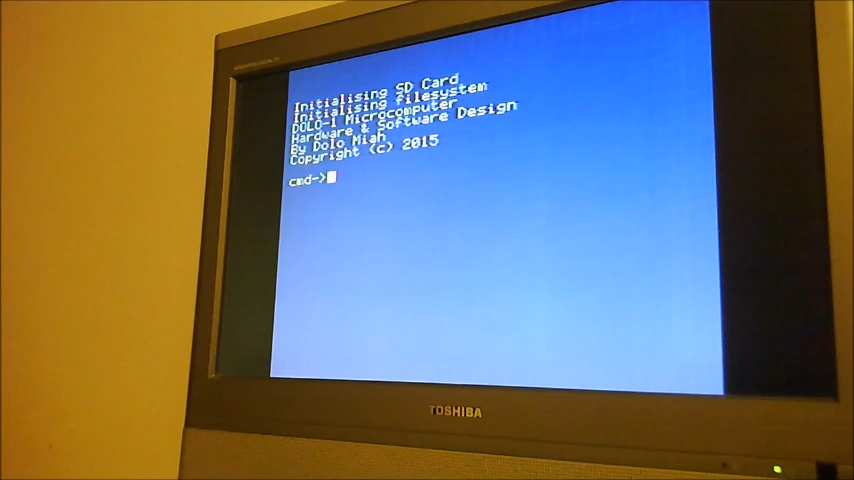 Initialising SD Card
Initialising filesystem
DOLO-1 Microcomputer
Hardware & Software Design
By Dolo Miah
Copyright (c) 2015
cmd->
TOSHIBA